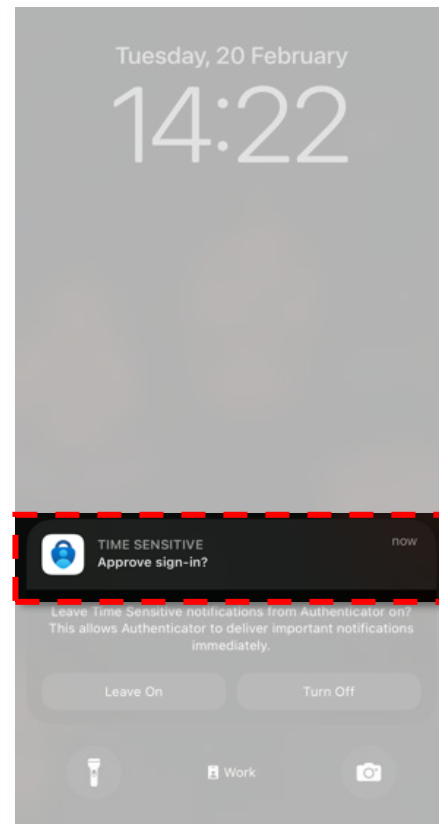 Tuesday, 20 February
14:22
TIME SENSITIVE
now
Approve sign-in?
Leave Time Sensitive notifications from Authenticator on?
This allows Authenticator to deliver important notifications
immediately.
Leave On
Turn Off
Work